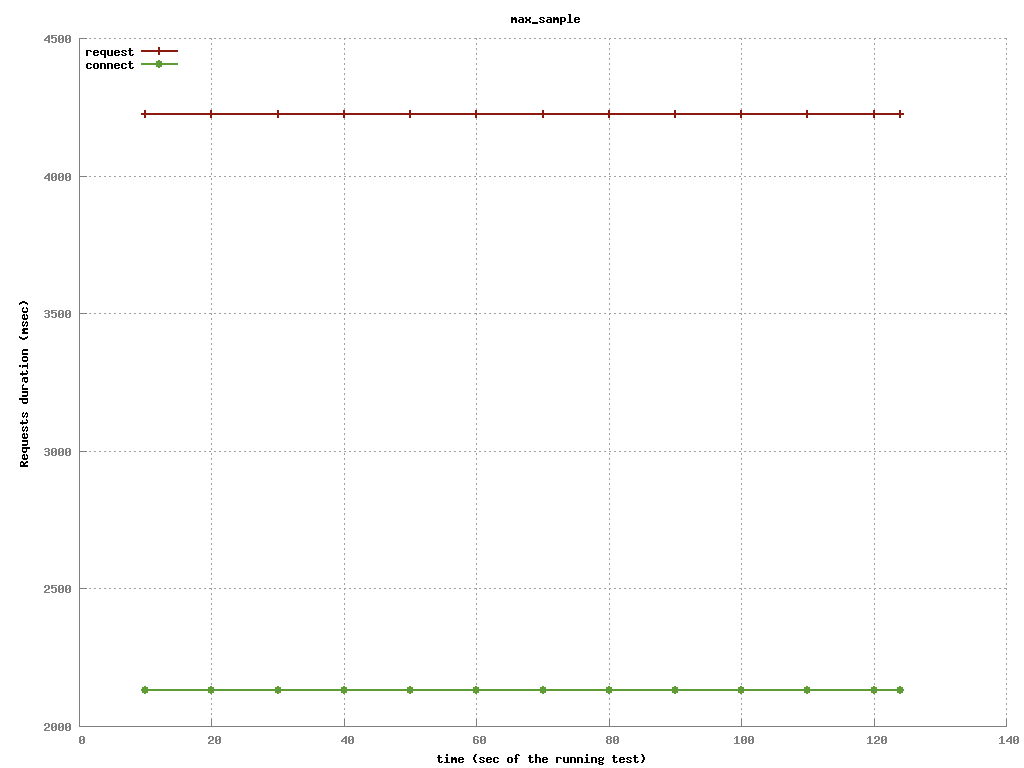 max_sample
4500
request
connect
4000
3500
Requests duration (msec)
3000
2500
2000
0 20 40 60 80 100 120 140
time (sec of the running test)